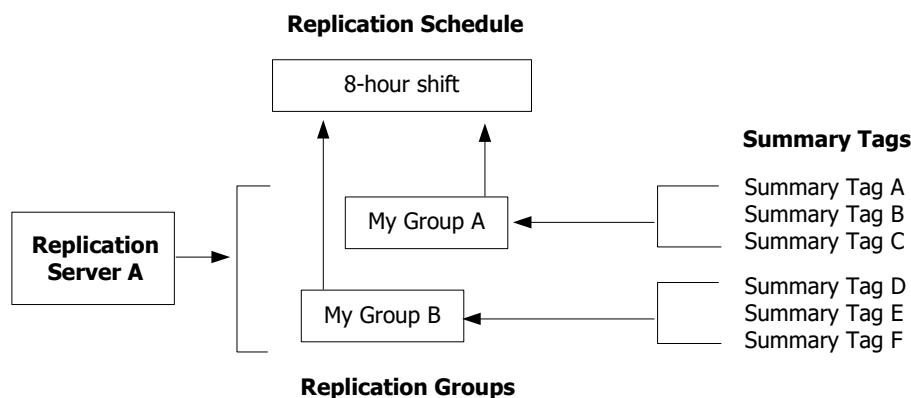 Replication Schedule
8-hour shift
Summary Tags
Summary Tag A
Summary Tag B
Summary Tag C
My Group A
Replication
Server A
Summary Tag D
Summary Tag E
Summary Tag F
My Group B
Replication Groups